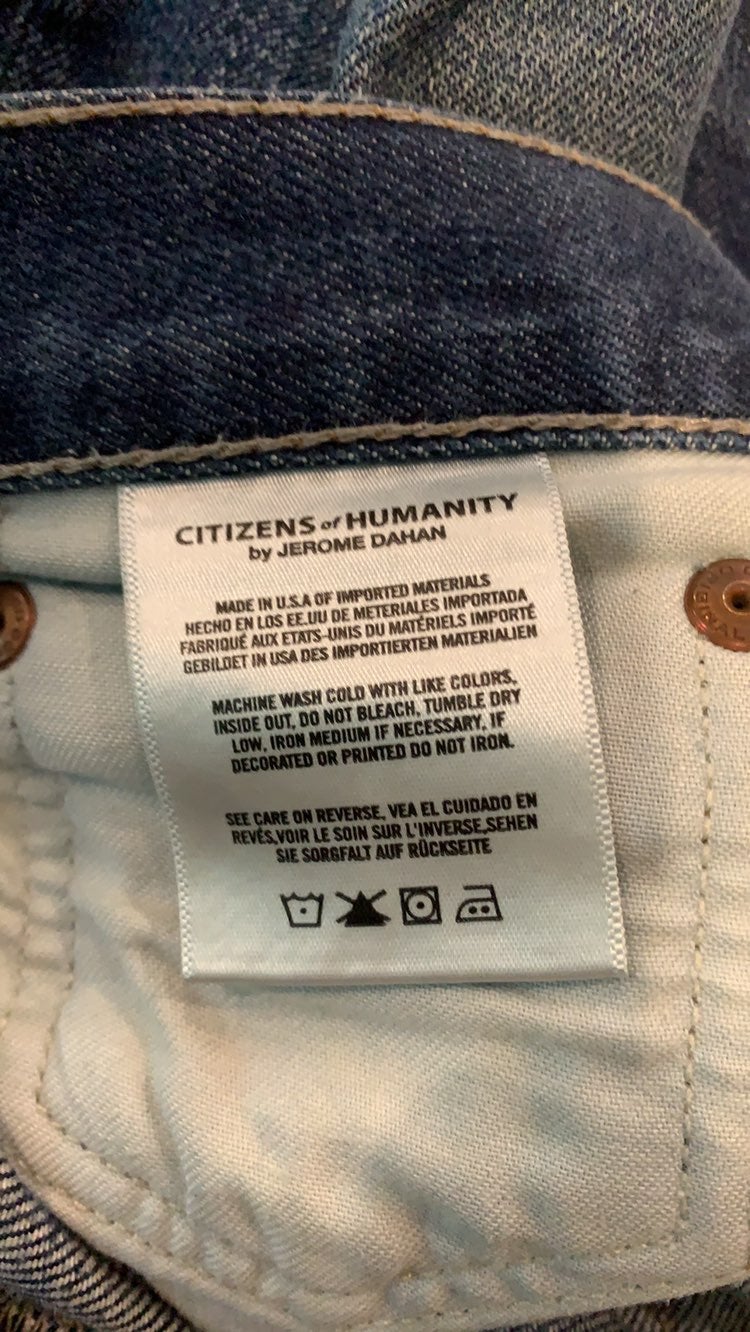 CITIZENS of HUMANITY
by JEROME DAHAN
MADE IN U.S.A OF IMPORTED MATERIALS
HECHO EN LOS EE.UU DE METERIALES IMPORTADA
FABRIQUÉ AUX ETATS-UNIS DU MATÉRIELS IMPORTÉ
GEBILDET IN USA DES IMPORTIERTEN MATERIALIEN
MACHINE WASH COLD WITH LIKE COLORS,
INSIDE OUT, DO NOT BLEACH, TUMBLE DRY
LOW, IRON MEDIUM IF NECESSARY, IF
DECORATED OR PRINTED DO NOT IRON.
SEE CARE ON REVERSE, VEA EL CUIDADO EN
REVÉS,VOIR LE SOIN SUR L'INVERSE,SEHEN
SIE SORGFALT AUF RÜCKSEITE